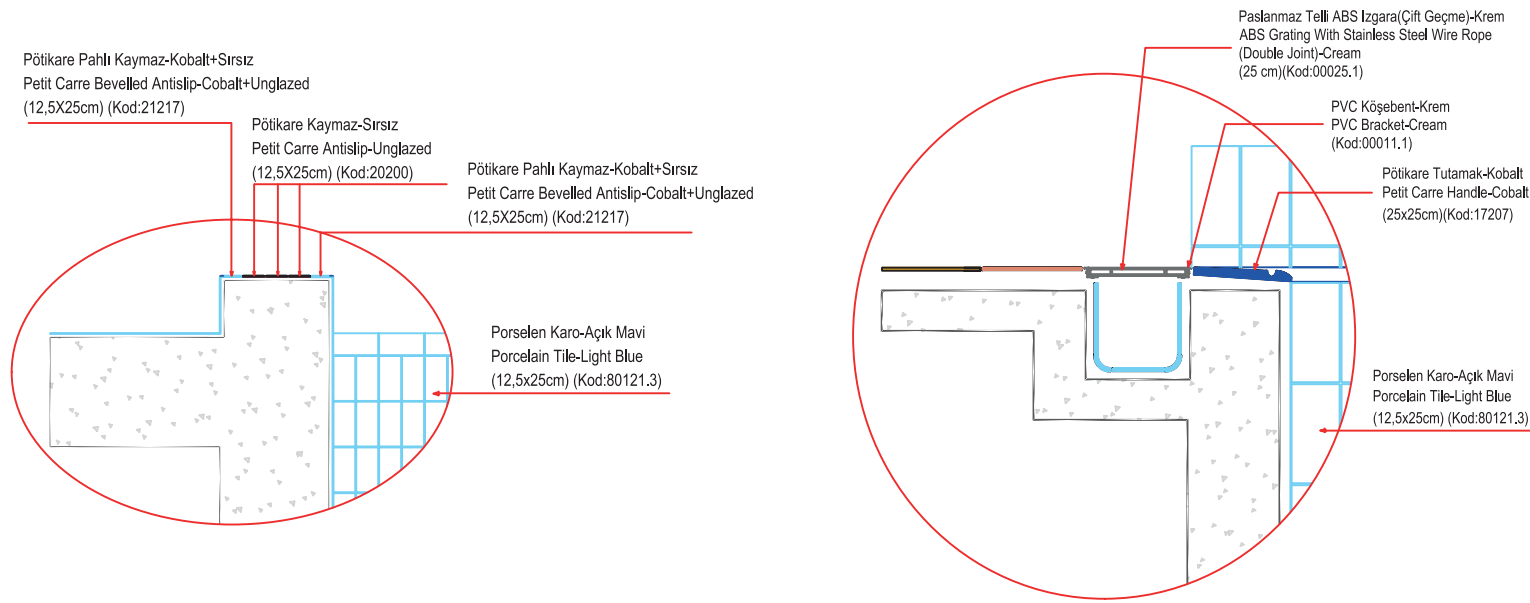 Pötikare Pahlı Kaymaz-Kobalt+Sırsız
Petit Carre Bevelled Antislip-Cobalt+Unglazed
(12,5X25cm) (Kod:21217)
Pötikare Kaymaz-Sırsız
Petit Carre Antislip-Unglazed
(12,5X25cm) (Kod:20200)
Pötikare Pahlı Kaymaz-Kobalt+Sırsız
Petit Carre Bevelled Antislip-Cobalt+Unglazed
(12,5X25cm) (Kod:21217)
Porselen Karo-Açık Mavi
Porcelain Tile-Light Blue
(12,5x25cm) (Kod:80121.3)
Paslanmaz Telli ABS Izgara(Çift Geçme)-Krem
ABS Grating With Stainless Steel Wire Rope
(Double Joint)-Cream
(25 cm)(Kod:00025.1)
PVC Köşebent-Krem
PVC Bracket-Cream
(Kod:00011.1)
Pötikare Tutamak-Kobalt
Petit Carre Handle-Cobalt
(25x25cm)(Kod:17207)
Porselen Karo-Açık Mavi
Porcelain Tile-Light Blue
(12,5x25cm) (Kod:80121.3)